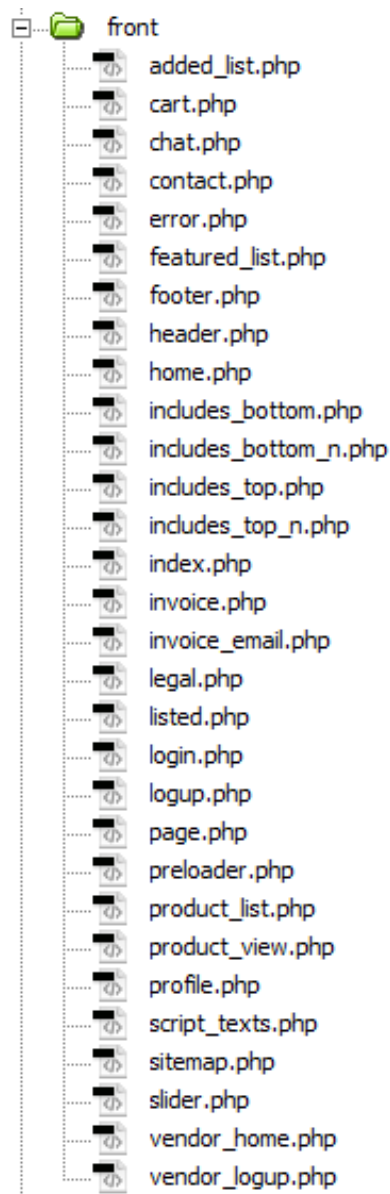 front
added_list.php
cart.php
chat.php
contact.php
error.php
featured_list.php
footer.php
header.php
home.php
includes_bottom.php
includes_bottom_n.php
includes_top.php
includes_top_n.php
index.php
invoice.php
invoice_email.php
legal.php
listed.php
login.php
logup.php
page.php
preloader.php
product_list.php
product_view.php
profile.php
script_texts.php
sitemap.php
slider.php
vendor_home.php
vendor_logup.php